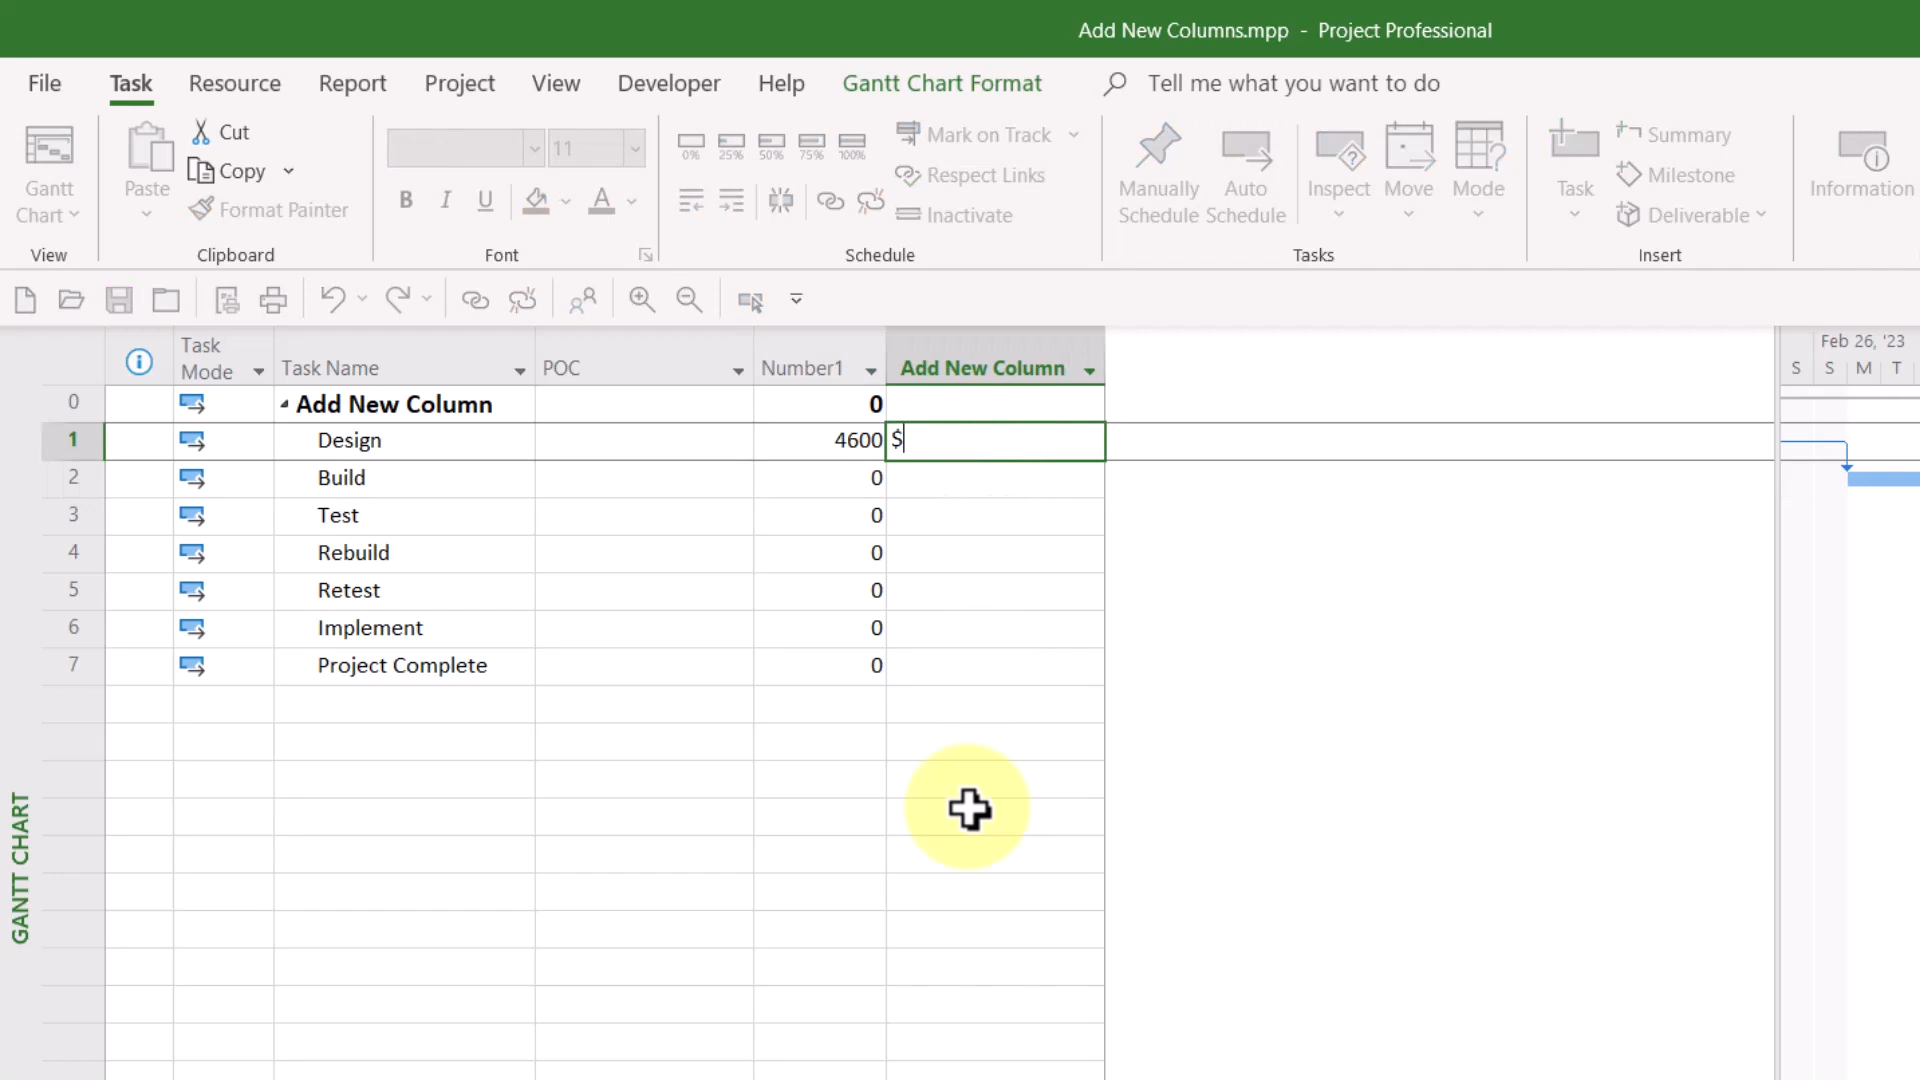 Add New Columns.mpp - Project Professional
File Task Resource Report Project View Developer Help Gantt Chart Format Tell me what you want to do
Gantt
Chart
View
Paste
Cut
Copy
Format Painter
Clipboard
11
B I U A
Font
0% 25% 50% 75% 100%
Mark on Track
Respect Links
Inactivate
Schedule
Manually
Schedule
Auto
Schedule
Inspect
Move
Mode
Tasks
Task
Summary
Milestone
Deliverable
Insert
Information
Task
Mode
Task Name
POC
Number1
Add New Column
Feb 26, '23
S S M T
0 Add New Column 0
1 Design 4600 $
2 Build 0
3 Test 0
4 Rebuild 0
5 Retest 0
6 Implement 0
7 Project Complete 0
GANTT CHART